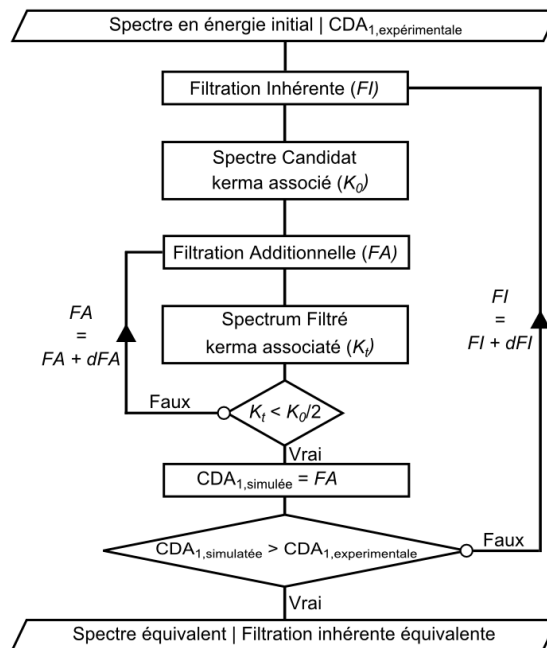 Spectre en énergie initial | CDA1,expérimentale
Filtration Inhérente (FI)
Spectre Candidat
kerma associé (K0)
Filtration Additionnelle (FA)
FA
=
FA + dFA
Spectrum Filtré
kerma associaté (Kt)
FI
=
FI + dFI
Faux
Kt < K0/2
Vrai
CDA1,simulée = FA
CDA1,simulatée > CDA1,experimentale
Faux
Vrai
Spectre équivalent | Filtration inhérente équivalente